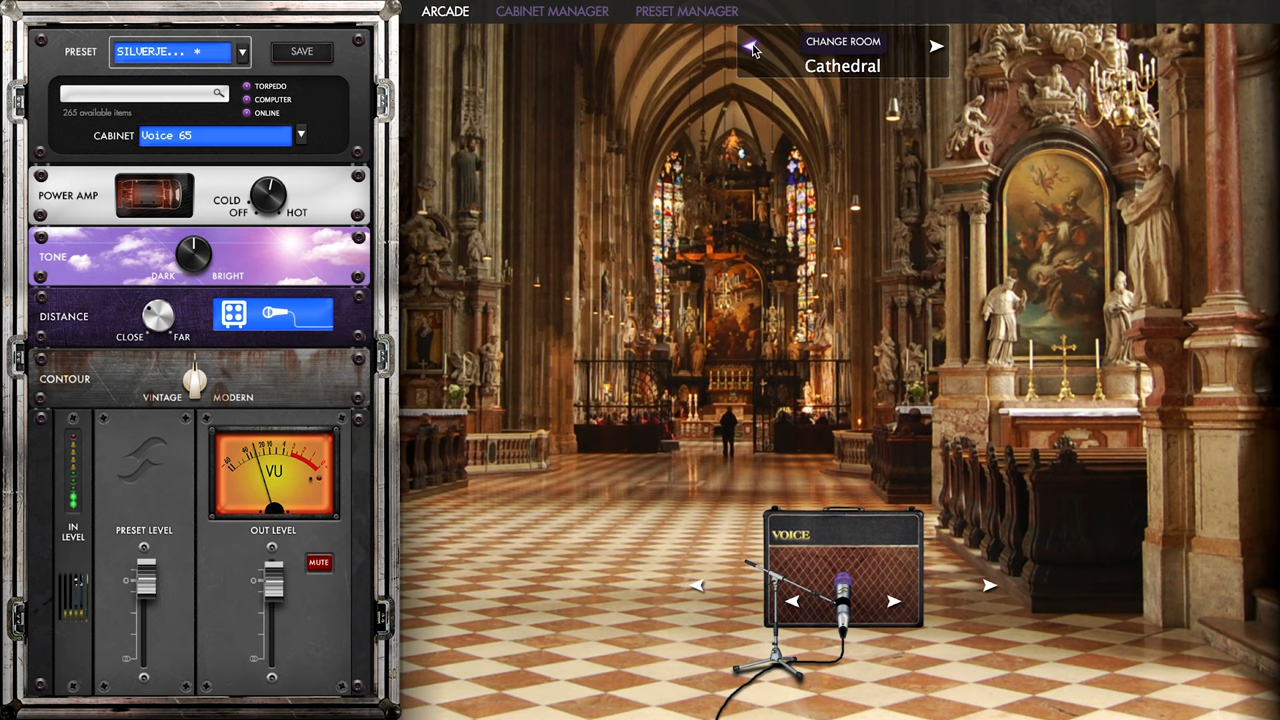 ARCADE CABINET MANAGER PRESET MANAGER
PRESET SILVERJE... * SAVE
CHANGE ROOM
Cathedral
TORPEDO
COMPUTER
ONLINE
265 available items
CABINET Voice 65
POWER AMP
COLD
OFF HOT
TONE
DARK BRIGHT
DISTANCE
CLOSE FAR
CONTOUR
VINTAGE MODERN
VU
IN
LEVEL
PRESET LEVEL
OUT LEVEL
MUTE
VOICE